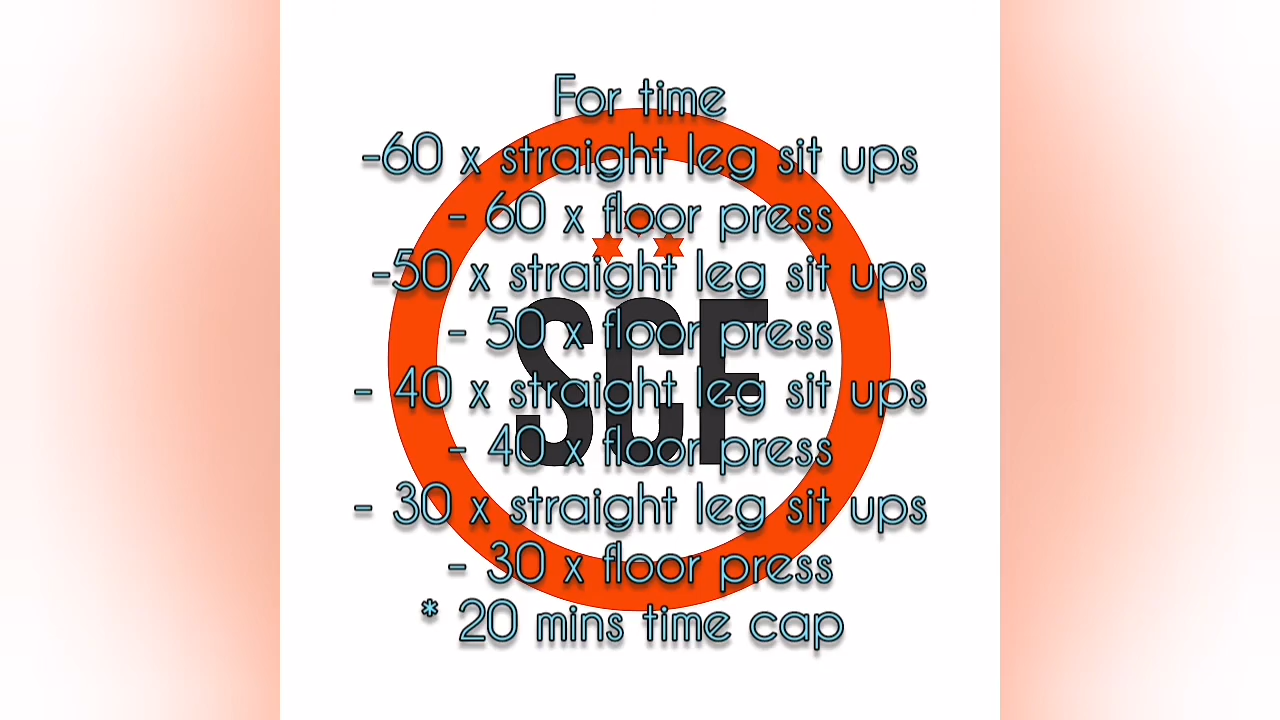 For time
-60 x straight leg sit ups
- 60 x floor press
-50 x straight leg sit ups
- 50 x floor press
- 40 x straight leg sit ups
- 40 x floor press
- 30 x straight leg sit ups
- 30 x floor press
* 20 mins time cap
SCF